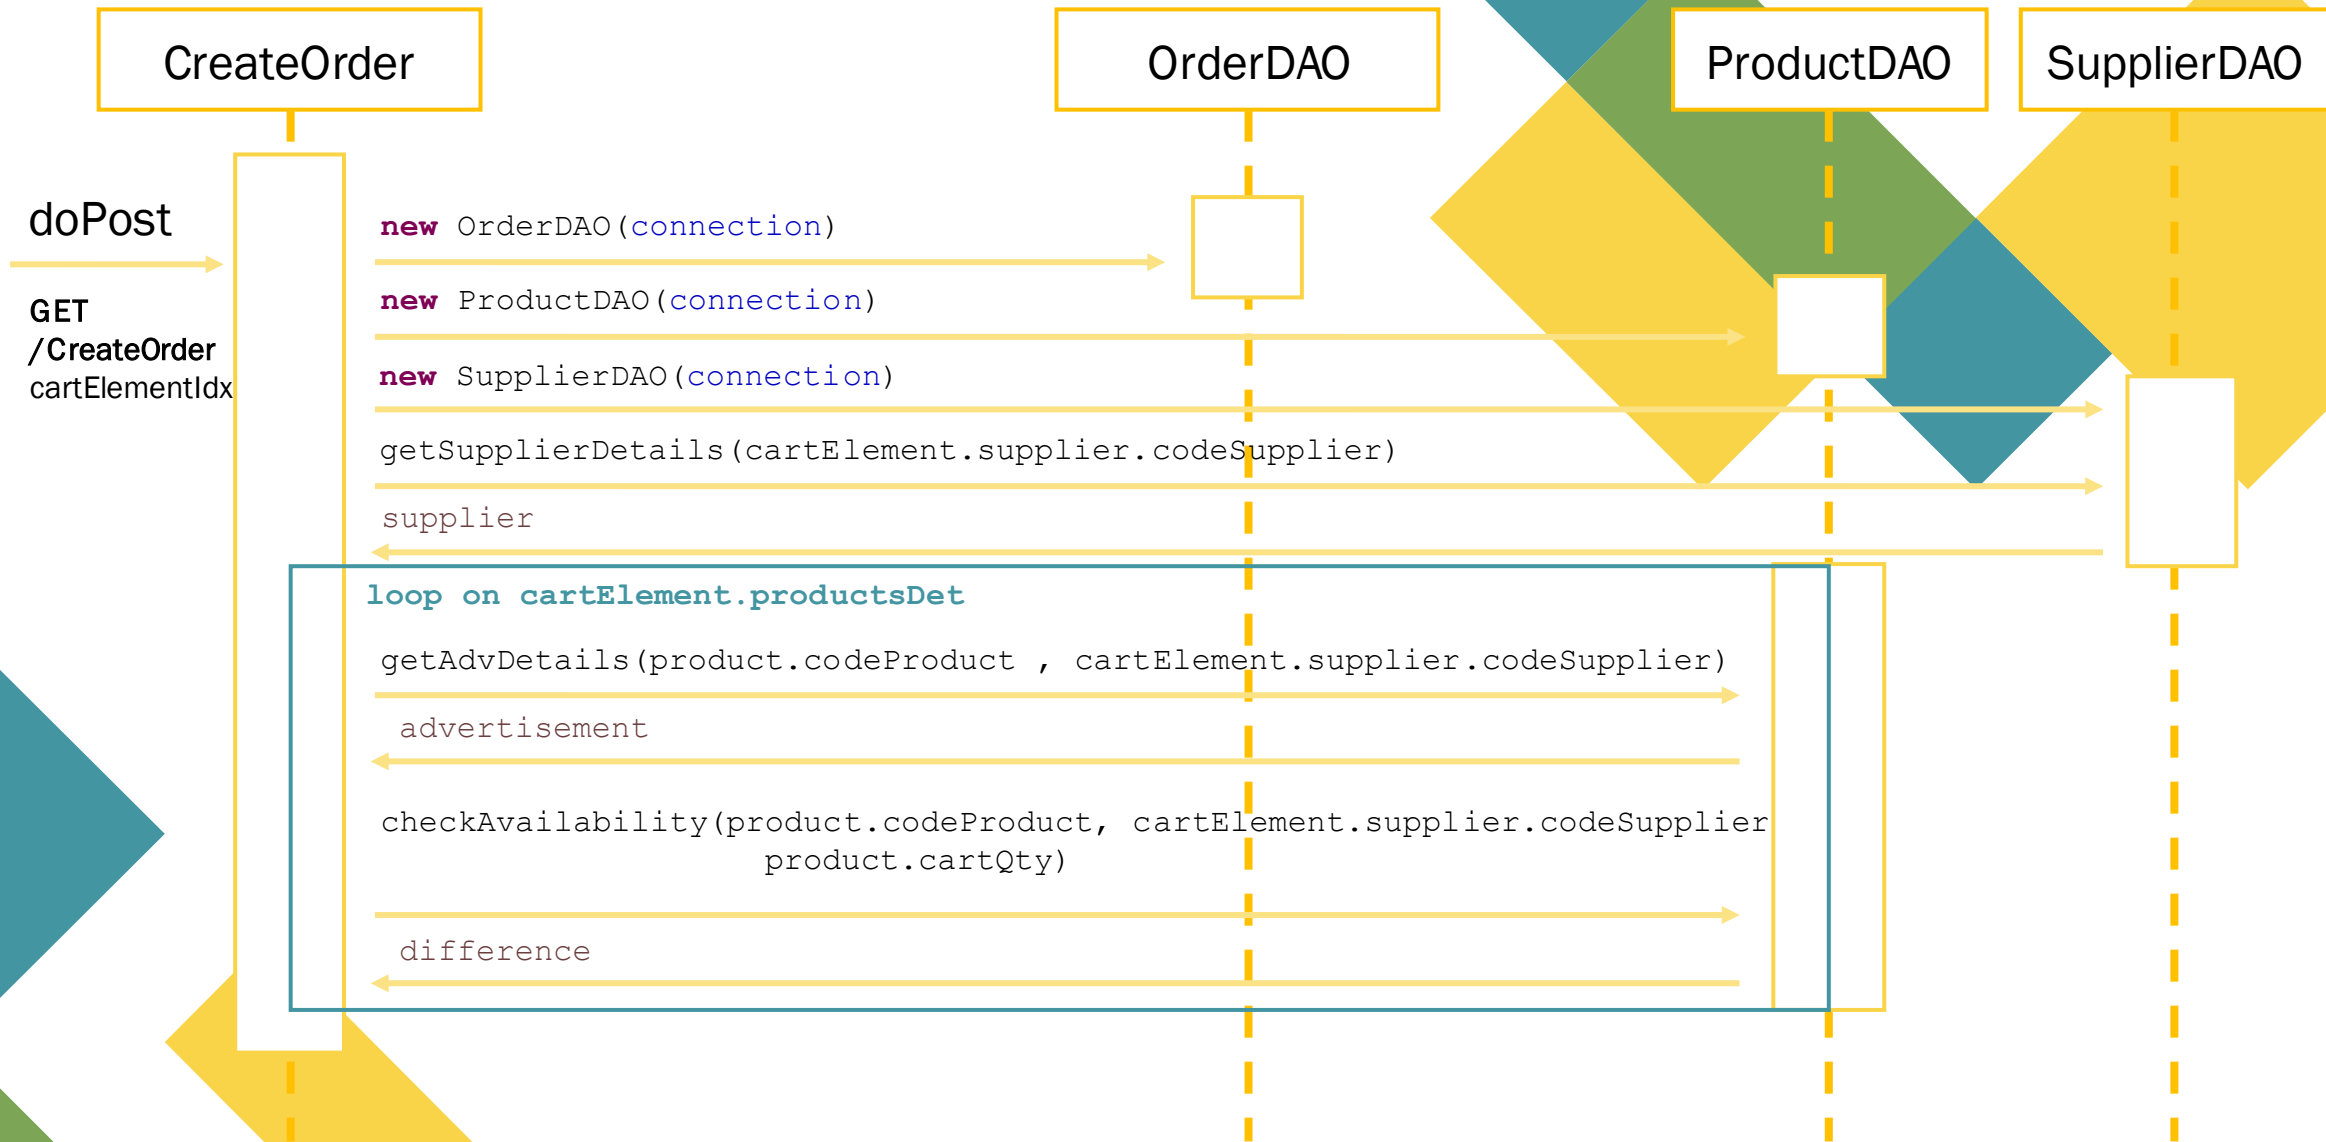 CreateOrder
OrderDAO
ProductDAO
SupplierDAO
doPost
GET
/CreateOrder
cartElementIdx
new OrderDAO(connection)
new ProductDAO(connection)
new SupplierDAO(connection)
getSupplierDetails(cartElement.supplier.codeSupplier)
supplier
loop on cartElement.productsDet
getAdvDetails(product.codeProduct , cartElement.supplier.codeSupplier)
advertisement
checkAvailability(product.codeProduct, cartElement.supplier.codeSupplier
product.cartQty)
difference